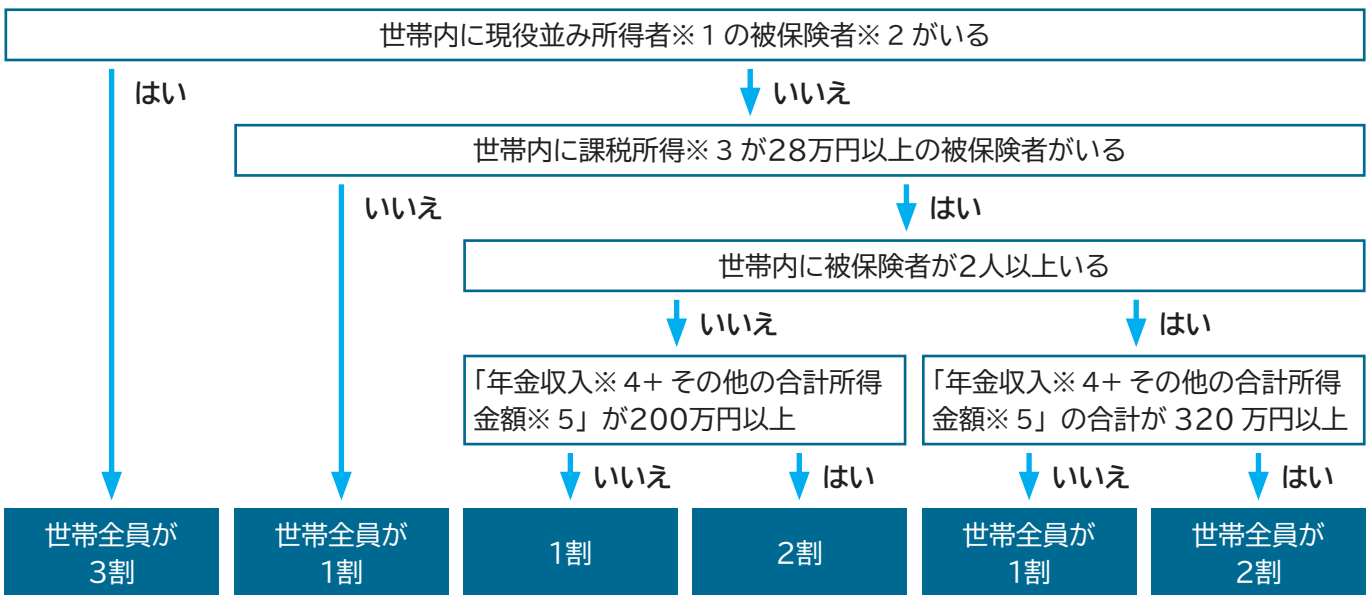 世帯内に現役並み所得者※1の被保険者※2がいる
はい
いいえ
世帯内に課税所得※3が28万円以上の被保険者がいる
いいえ
はい
世帯内に被保険者が2人以上いる
いいえ
はい
「年金収入※4+その他の合計所得
金額※5」が200万円以上
「年金収入※4+その他の合計所得
金額※5」の合計が320万円以上
いいえ
はい
いいえ
はい
世帯全員が
3割
世帯全員が
1割
1割
2割
世帯全員が
1割
世帯全員が
2割